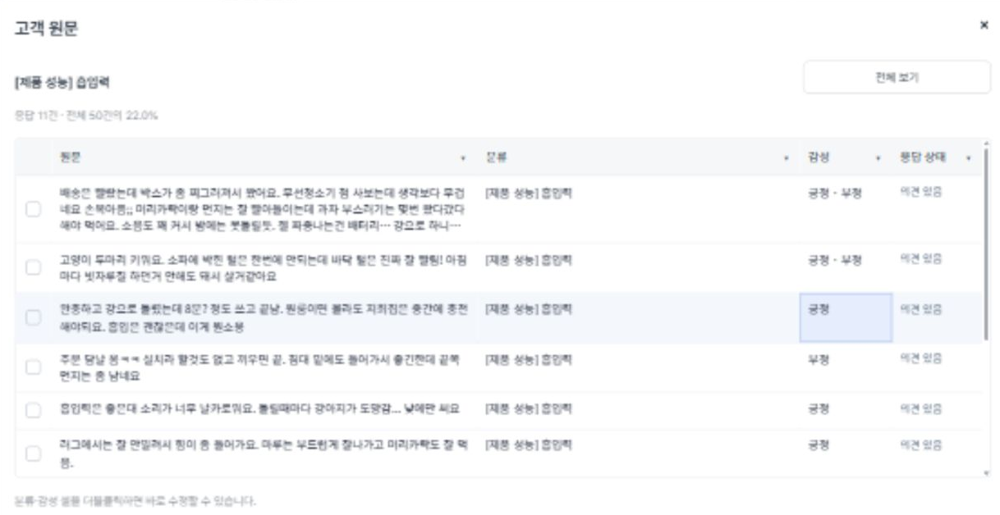 고객 원문
×
[제품 성능] 흡입력
전체 보기
응답 11건 · 전체 50건의 22.0%
원문 분류 감성 응답 상태
배송은 빨랐는데 박스가 좀 찌그러져서 왔어요. 무선청소기 첨 사보는데 생각보다 무겁
네요 손목아픔;; 머리카락이랑 먼지는 잘 빨아들이는데 과자 부스러기는 몇번 왔다갔다
해야 먹어요. 소음도 꽤 커서 밤에는 못돌릴듯. 젤 짜증나는건 배터리… 강으로 하니…
[제품 성능] 흡입력
긍정 · 부정
의견 있음
고양이 두마리 키워요. 소파에 박힌 털은 한번에 안되는데 바닥 털은 진짜 잘 빨림! 아침
마다 빗자루질 하던거 안해도 돼서 살거같아요
[제품 성능] 흡입력
긍정 · 부정
의견 있음
강으로 돌렸는데 8분? 정도 쓰고 끝남. 원룸이면 몰라도 저희집은 중간에 충전
해야되요. 흡입은 괜찮은데 이게 뭔소용
[제품 성능] 흡입력
긍정
의견 있음
주문 담날 옴ㅋㅋ 설치라 할것도 없고 끼우면 끝. 침대 밑에도 들어가서 좋긴한데 끝쪽
먼지는 좀 남네요
[제품 성능] 흡입력
부정
의견 있음
흡입력은 좋은대 소리가 너무 날카로워요. 돌릴때마다 강아지가 도망감... 낮에만 써요
[제품 성능] 흡입력
긍정
의견 있음
러그에서는 잘 안밀려서 힘이 좀 들어가요. 마루는 부드럽게 잘나가고 머리카락도 잘 먹
음.
[제품 성능] 흡입력
긍정
의견 있음
분류·감성 셀을 더블클릭하면 바로 수정할 수 있습니다.